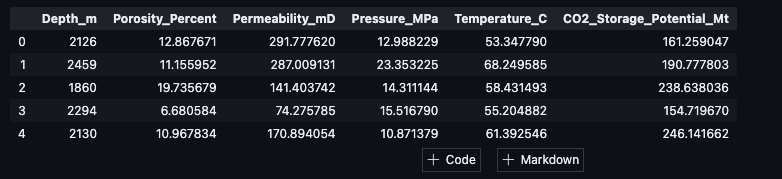 Depth_m Porosity_Percent Permeability_mD Pressure_MPa Temperature_C CO2_Storage_Potential_Mt
0 2126 12.867671 291.777620 12.988229 53.347790 161.259047
1 2459 11.155952 287.009131 23.353225 68.249585 190.777803
2 1860 19.735679 141.403742 14.311144 58.431493 238.638036
3 2294 6.680584 74.275785 15.516790 55.204882 154.719670
4 2130 10.967834 170.894054 10.871379 61.392546 246.141662
+ Code + Markdown